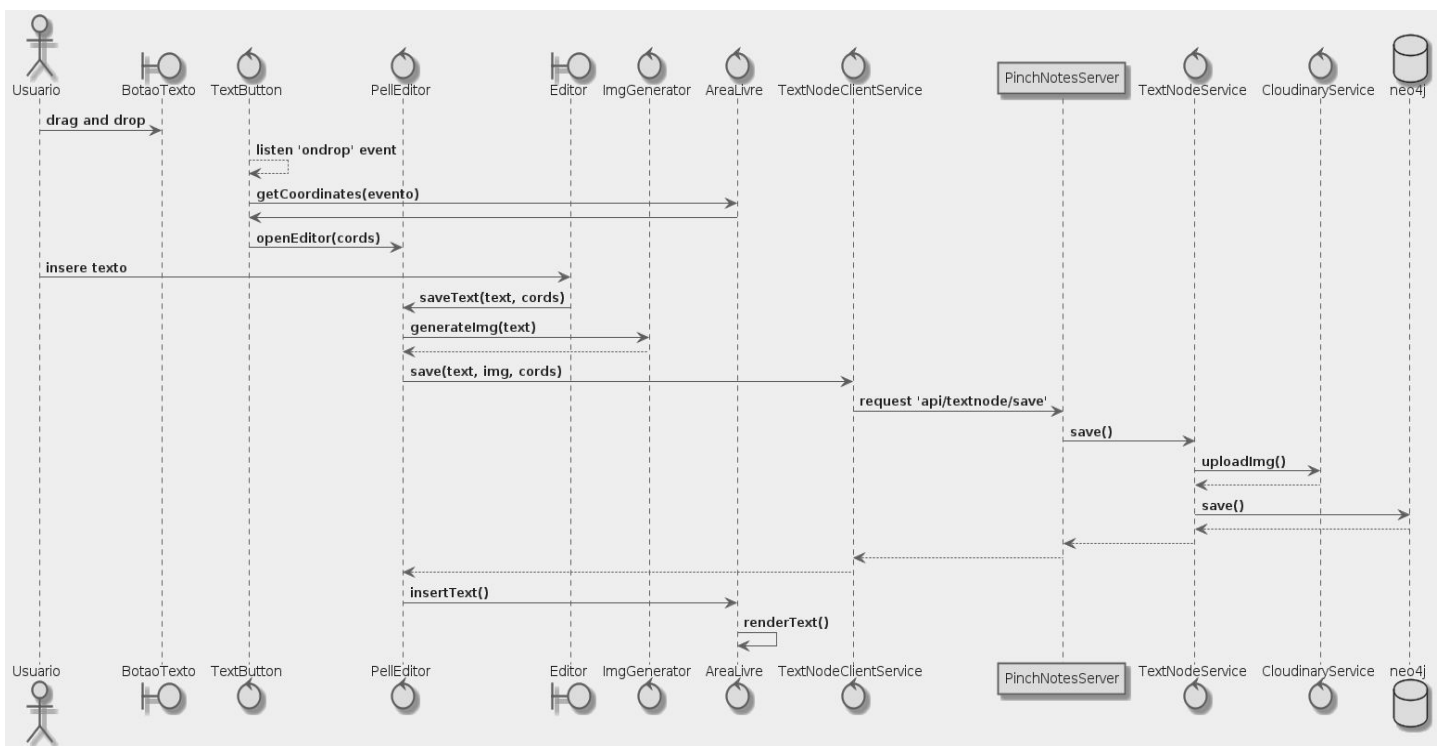 Usuario BotaoTexto TextButton PellEditor Editor ImgGenerator AreaLivre TextNodeClientService PinchNotesServer TextNodeService CloudinaryService neo4j
drag and drop
listen 'ondrop' event
getCoordinates(evento)
openEditor(cords)
insere texto
saveText(text, cords)
generateImg(text)
save(text, img, cords)
request 'api/textnode/save'
save()
uploadImg()
save()
insertText()
renderText()
Usuario BotaoTexto TextButton PellEditor Editor ImgGenerator AreaLivre TextNodeClientService PinchNotesServer TextNodeService CloudinaryService neo4j